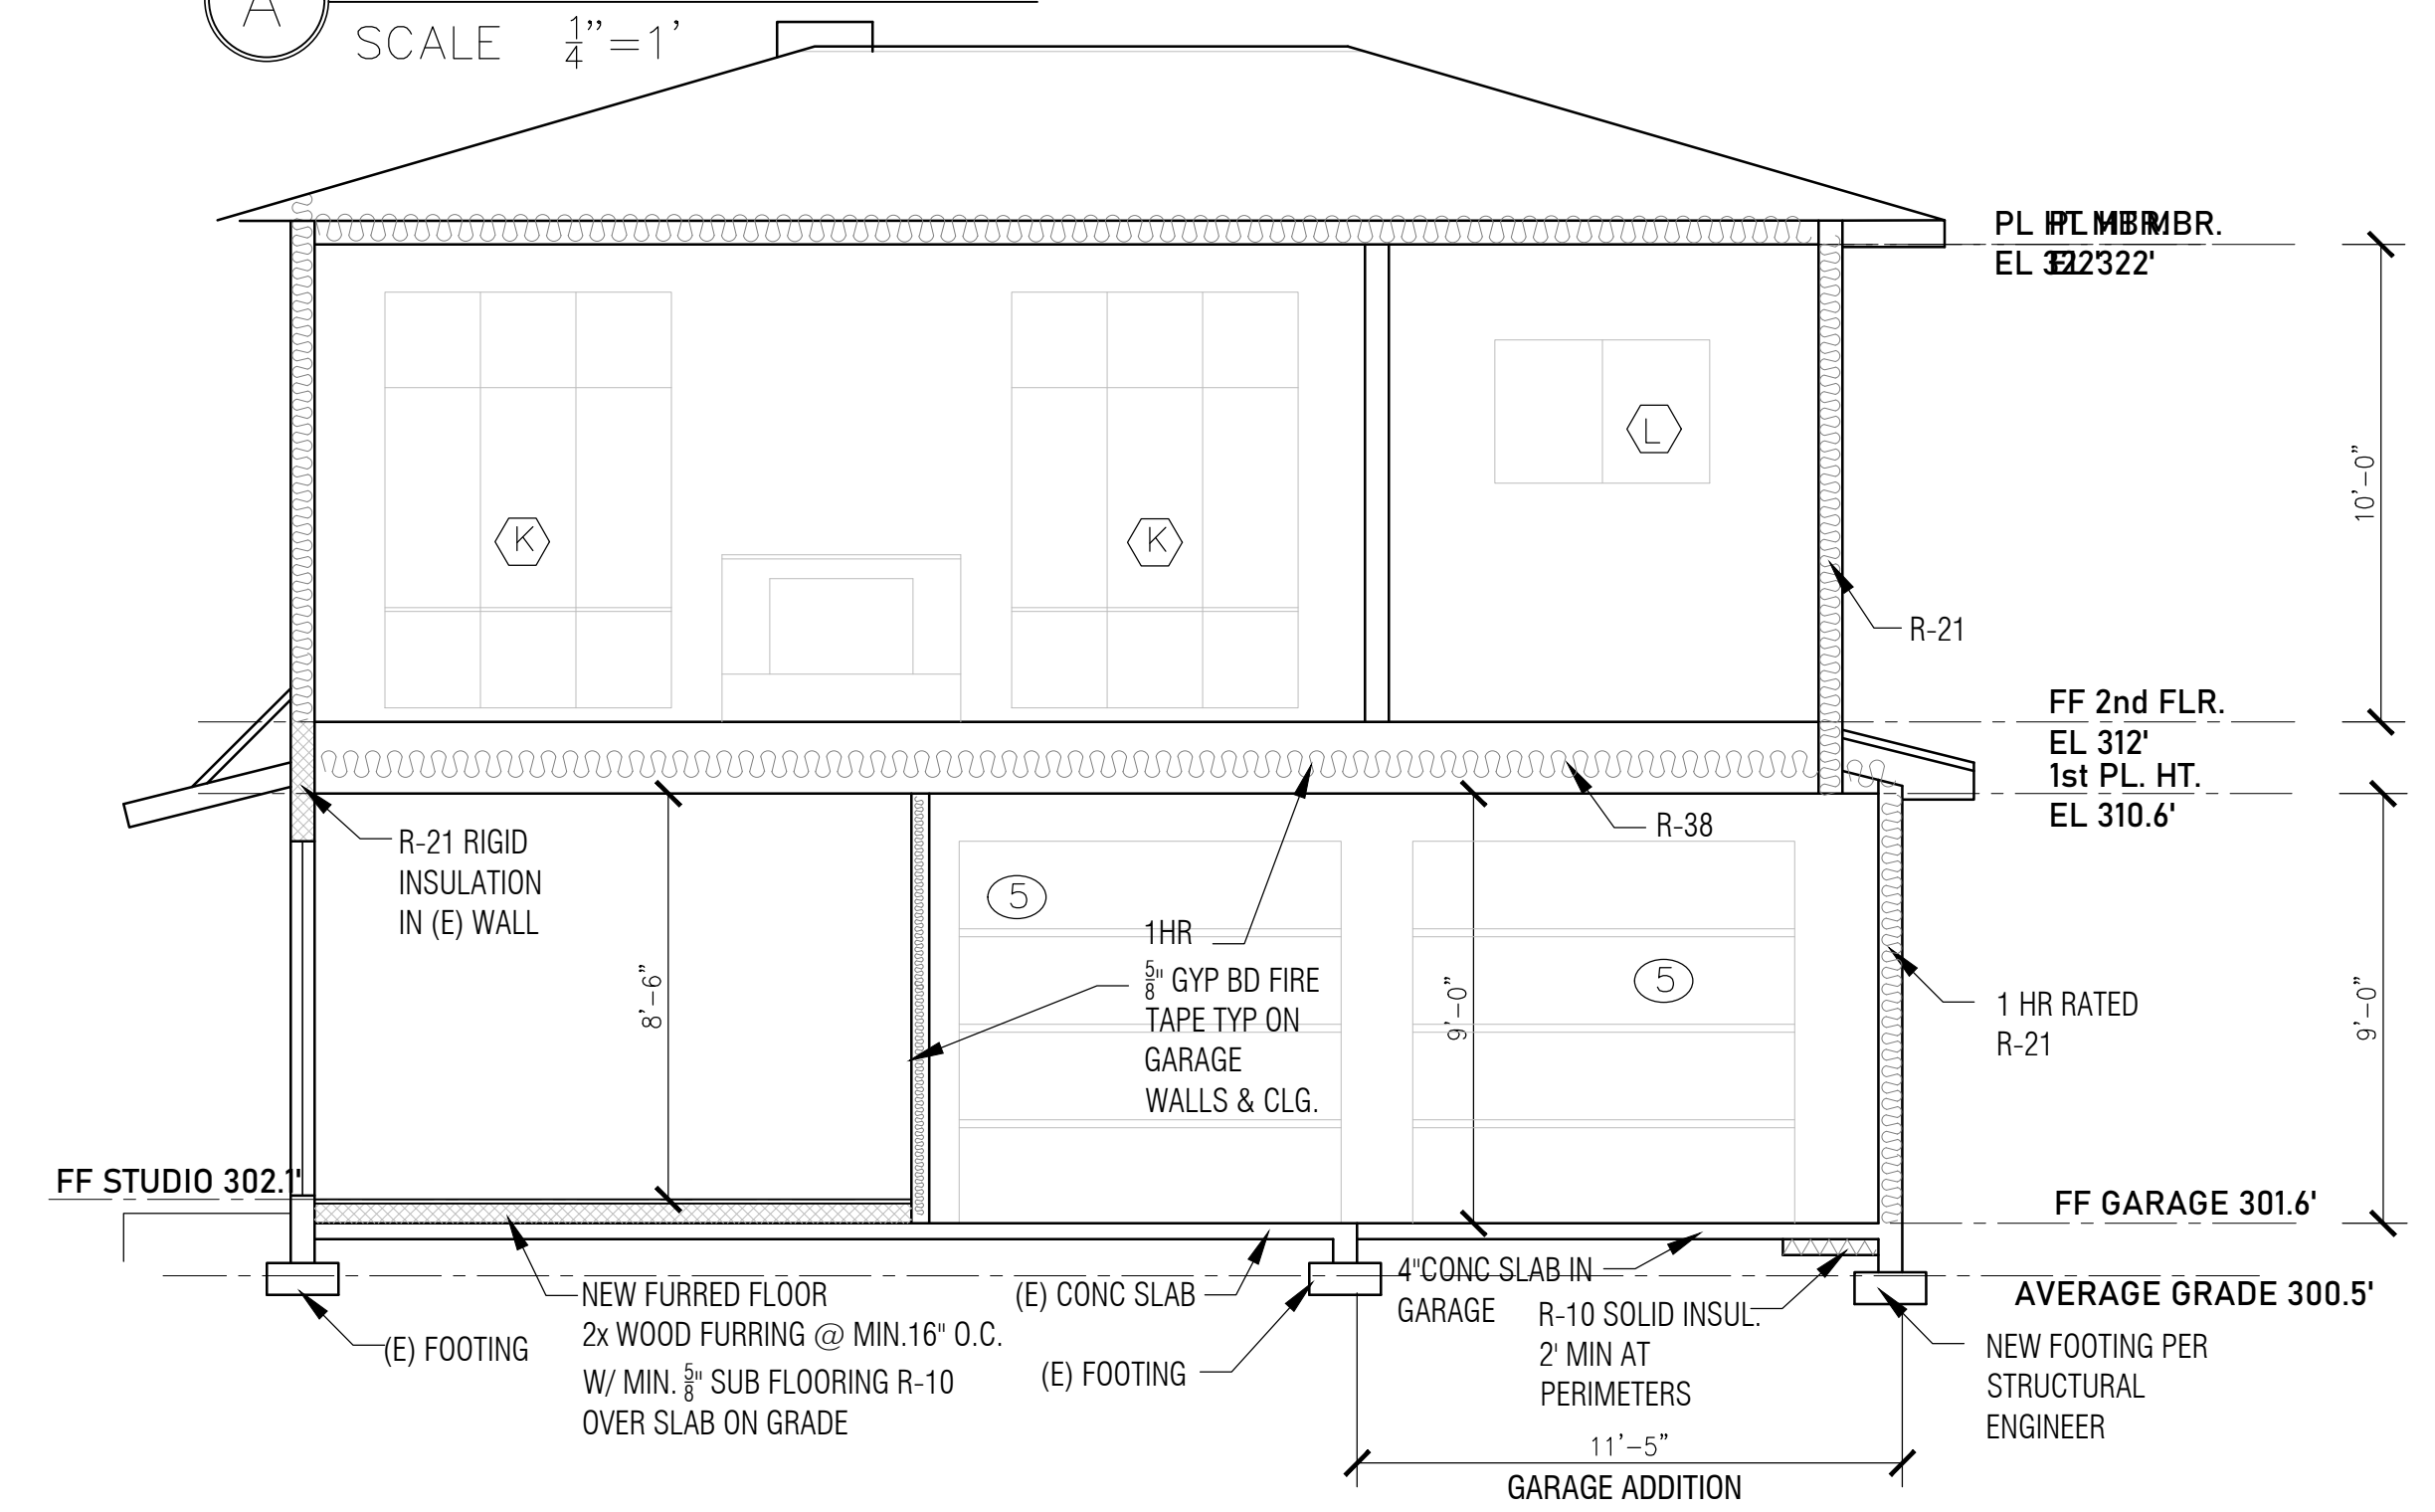 A
SCALE 1/4”=1’
PL HT MBR.
EL 322'
PL HT MBR.
EL 322'
10’-0”
L
K
K
R-21
FF 2nd FLR.
EL 312'
1st PL. HT.
EL 310.6'
R-38
R-21 RIGID
INSULATION
IN (E) WALL
5
5
1HR
5/8" GYP BD FIRE
TAPE TYP ON
GARAGE
WALLS & CLG.
8’-6”
9’-0”
9’-0”
1 HR RATED
R-21
FF STUDIO 302.1'
FF GARAGE 301.6'
AVERAGE GRADE 300.5'
(E) FOOTING
NEW FURRED FLOOR
2x WOOD FURRING @ MIN.16" O.C.
W/ MIN. 5/8" SUB FLOORING R-10
OVER SLAB ON GRADE
(E) CONC SLAB
(E) FOOTING
4"CONC SLAB IN
GARAGE
R-10 SOLID INSUL.
2' MIN AT
PERIMETERS
NEW FOOTING PER
STRUCTURAL
ENGINEER
11’-5”
GARAGE ADDITION